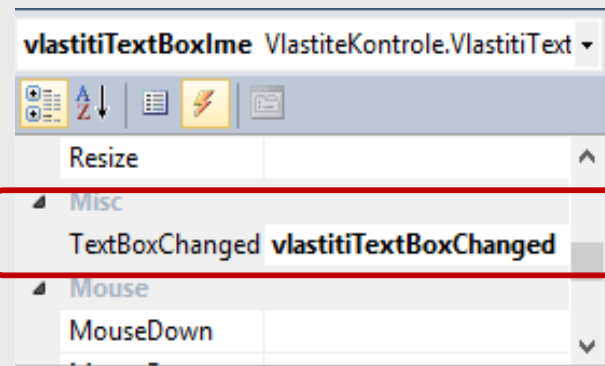 vlastitiTextBoxIme VlastiteKontrole.VlastitiText
Resize
Misc
TextBoxChanged vlastitiTextBoxChanged
Mouse
MouseDown